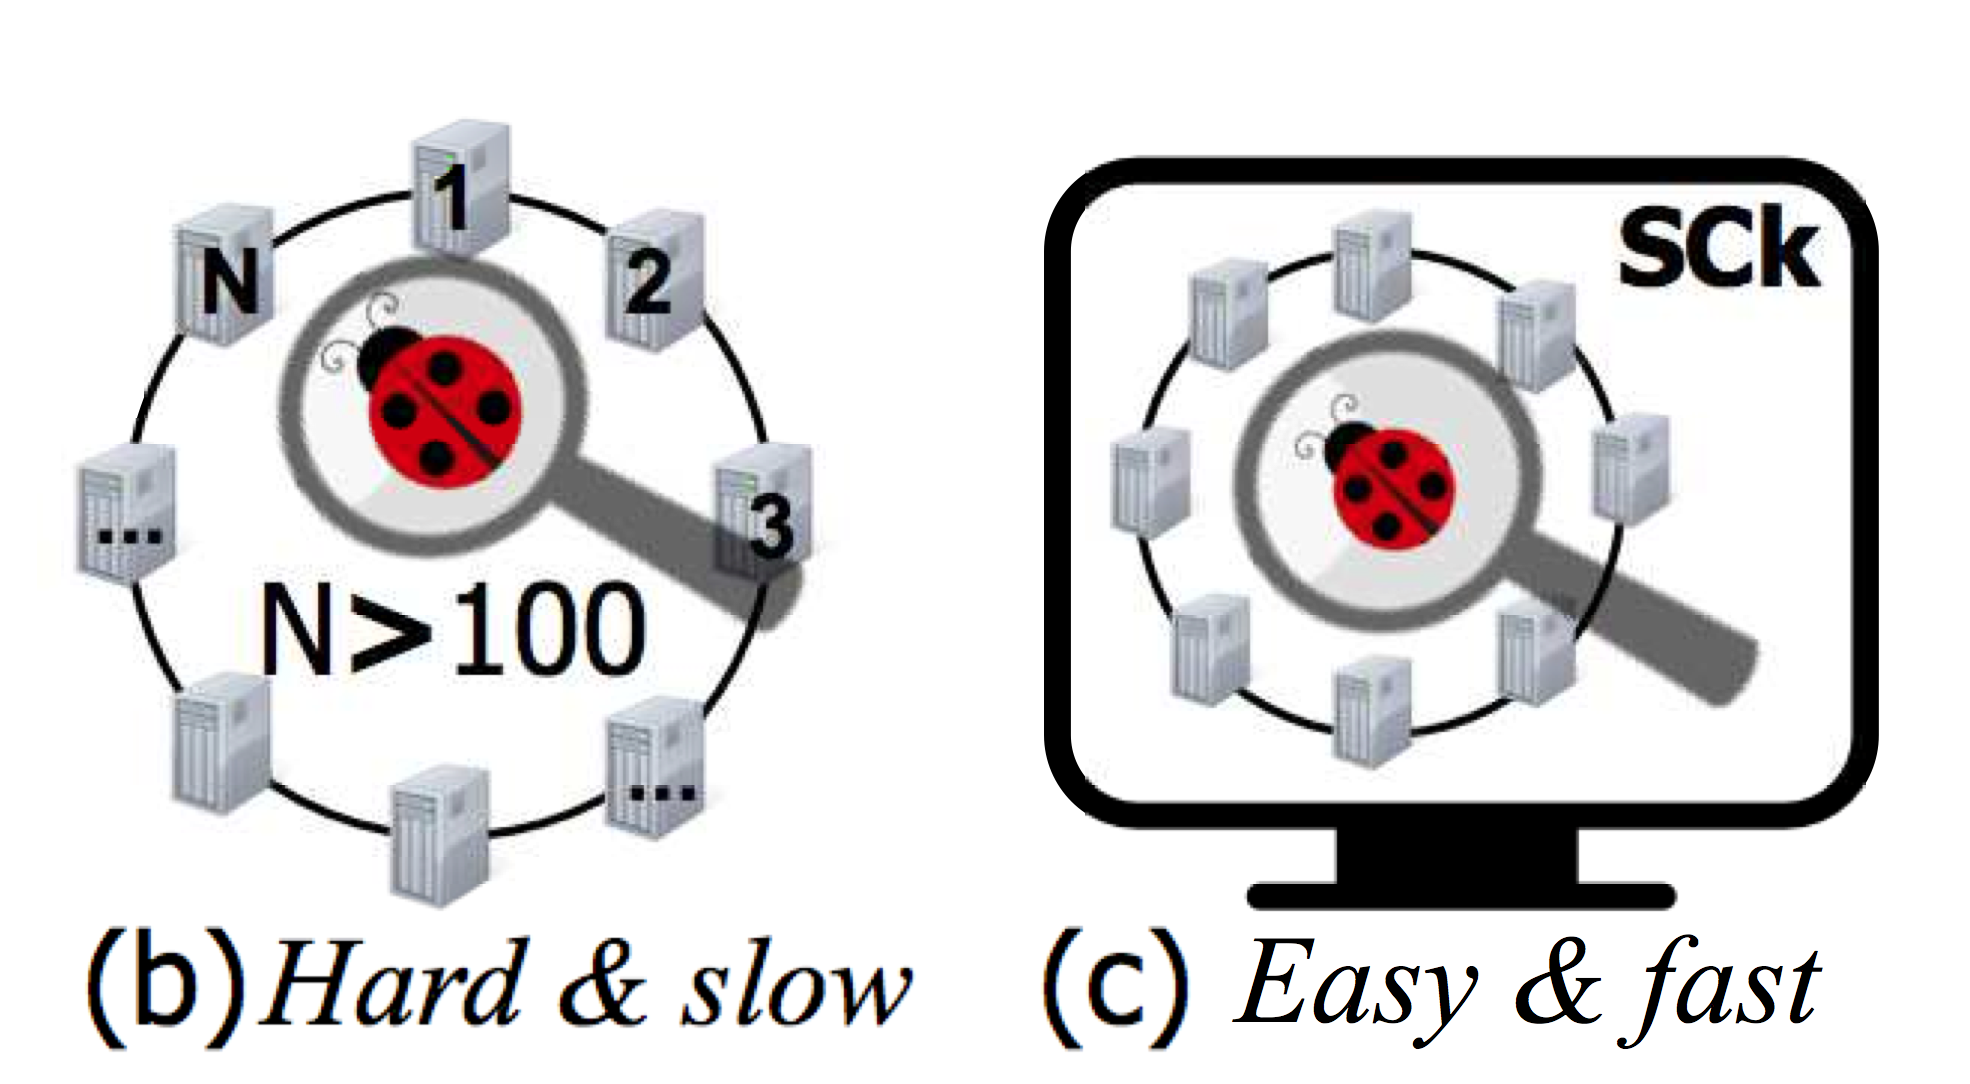 1
N
2
...
3
N>100
...
(b) Hard & slow
SCk
(c) Easy & fast